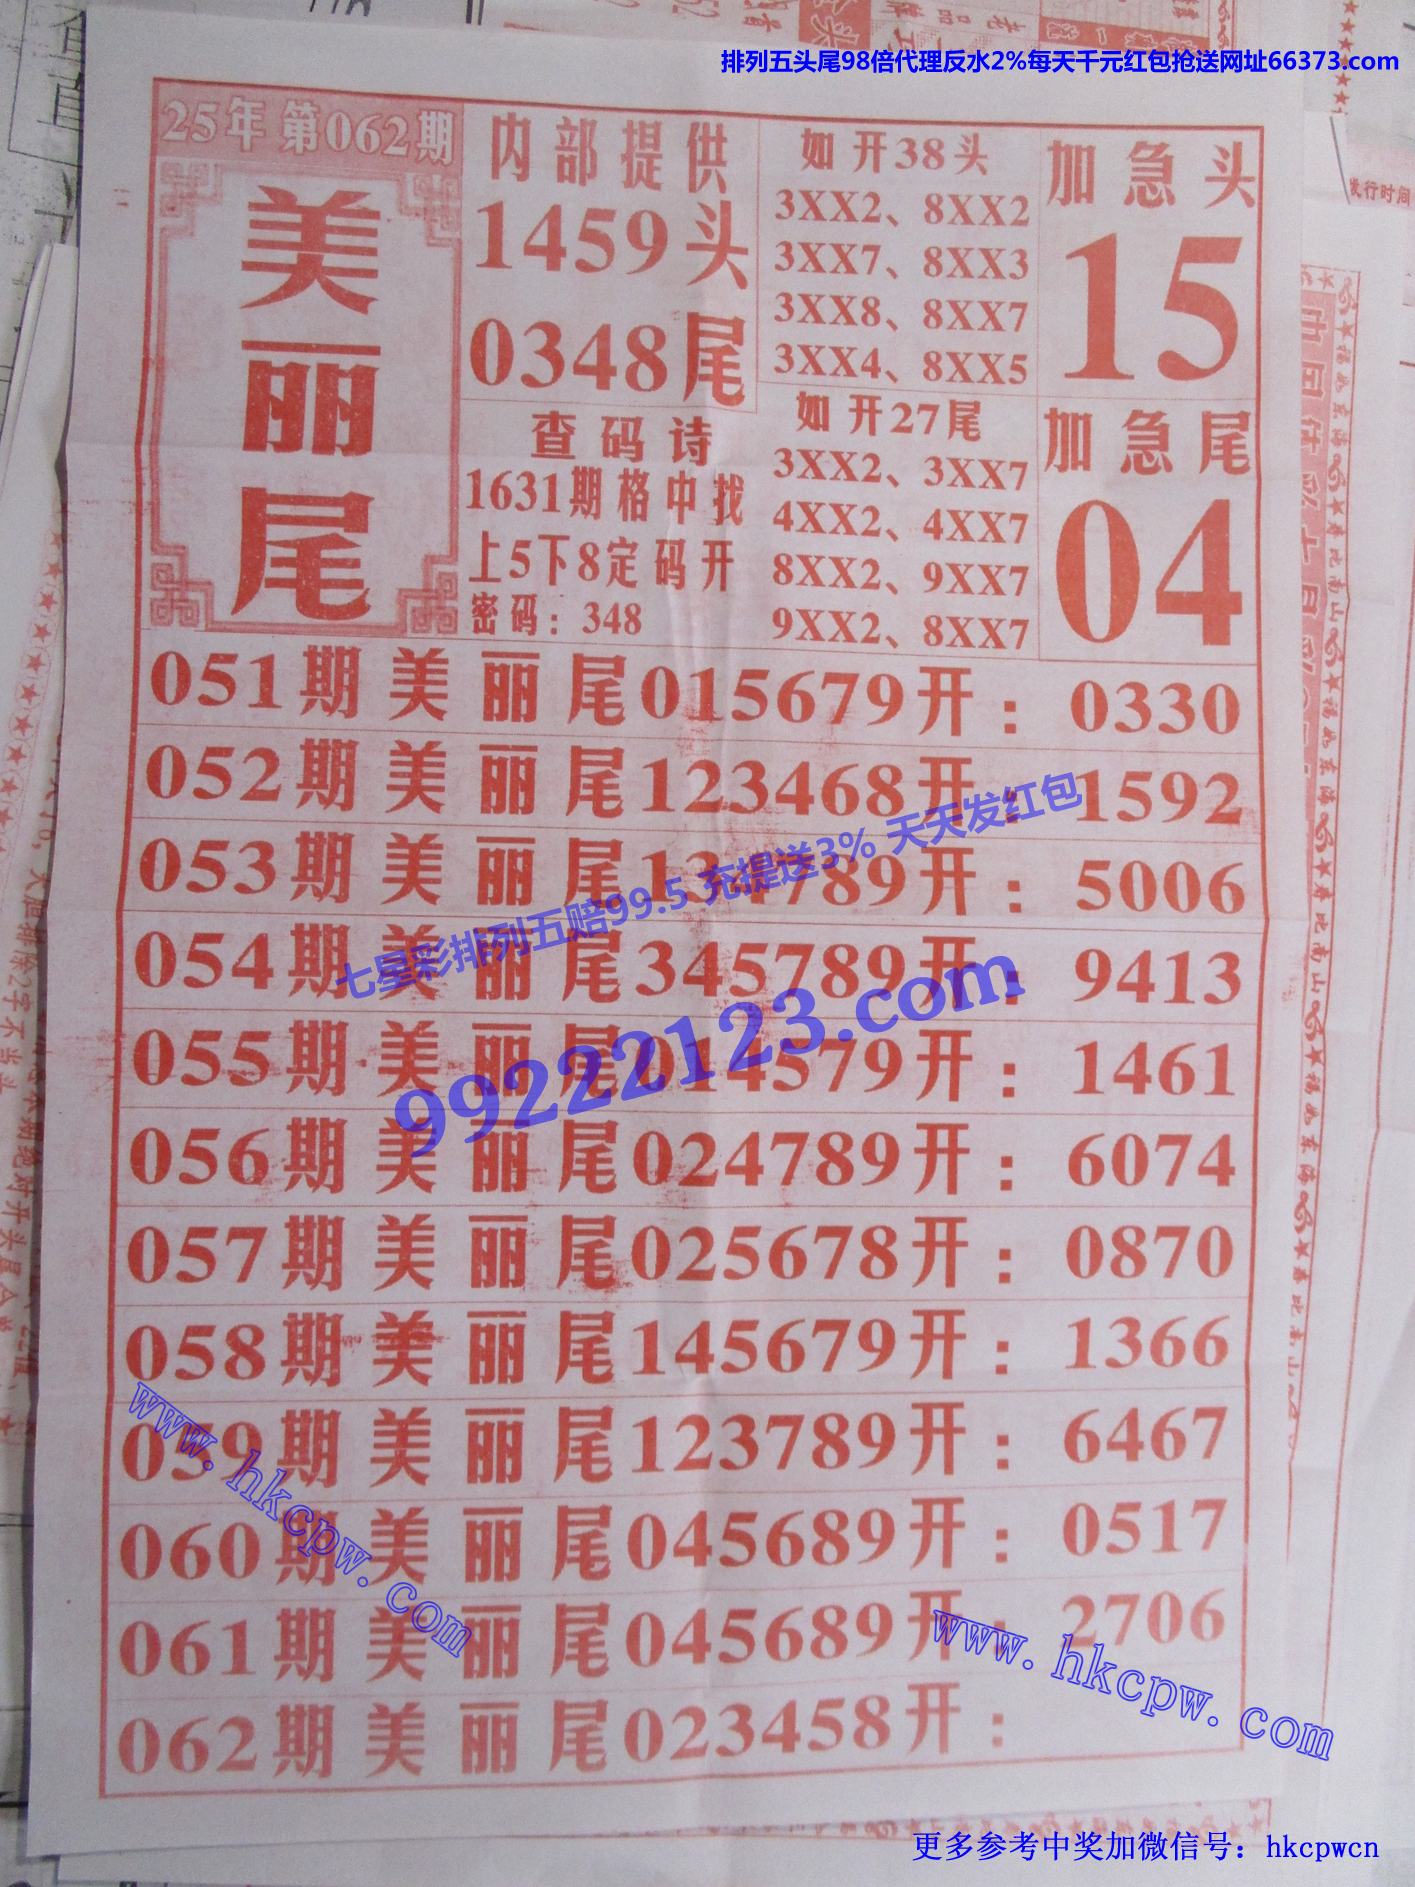 排列五头尾98倍代理反水2%每天千元红包抢送网址66373.com
25年 第062期
美丽尾
内部提供
1459头
0348尾
查码诗
1631期格中找
上5下8定码开
密码：348
如开38头
3XX2、8XX2
3XX7、8XX3
3XX8、8XX7
3XX4、8XX5
如开27尾
3XX2、3XX7
4XX2、4XX7
8XX2、9XX7
9XX2、8XX7
加急头
15
加急尾
04
051期美丽尾015679开：0330
052期美丽尾123468开：1592
053期美丽尾134789开：5006
054期美丽尾345789开：9413
055期美丽尾014579开：1461
056期美丽尾024789开：6074
057期美丽尾025678开：0870
058期美丽尾145679开：1366
059期美丽尾123789开：6467
060期美丽尾045689开：0517
061期美丽尾045689开：2706
062期美丽尾023458开：
七星彩排列五赔99.5 充提送3% 天天发红包
99222123.com
www.hkcpw.com
www.hkcpw.com
更多参考中奖加微信号：hkcpwcn